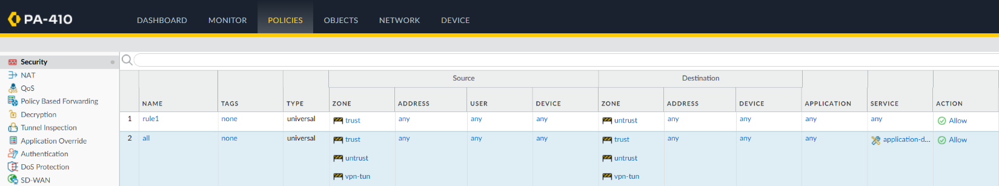 PA-410
DASHBOARD MONITOR POLICIES OBJECTS NETWORK DEVICE
Security
NAT
QoS
Policy Based Forwarding
Decryption
Tunnel Inspection
Application Override
Authentication
DoS Protection
SD-WAN
Source Destination
NAME TAGS TYPE ZONE ADDRESS USER DEVICE ZONE ADDRESS DEVICE APPLICATION SERVICE ACTION
1 rule1 none universal trust any any any untrust any any any any Allow
2 all none universal trust any any any trust any any any application-d... Allow
untrust untrust
vpn-tun vpn-tun